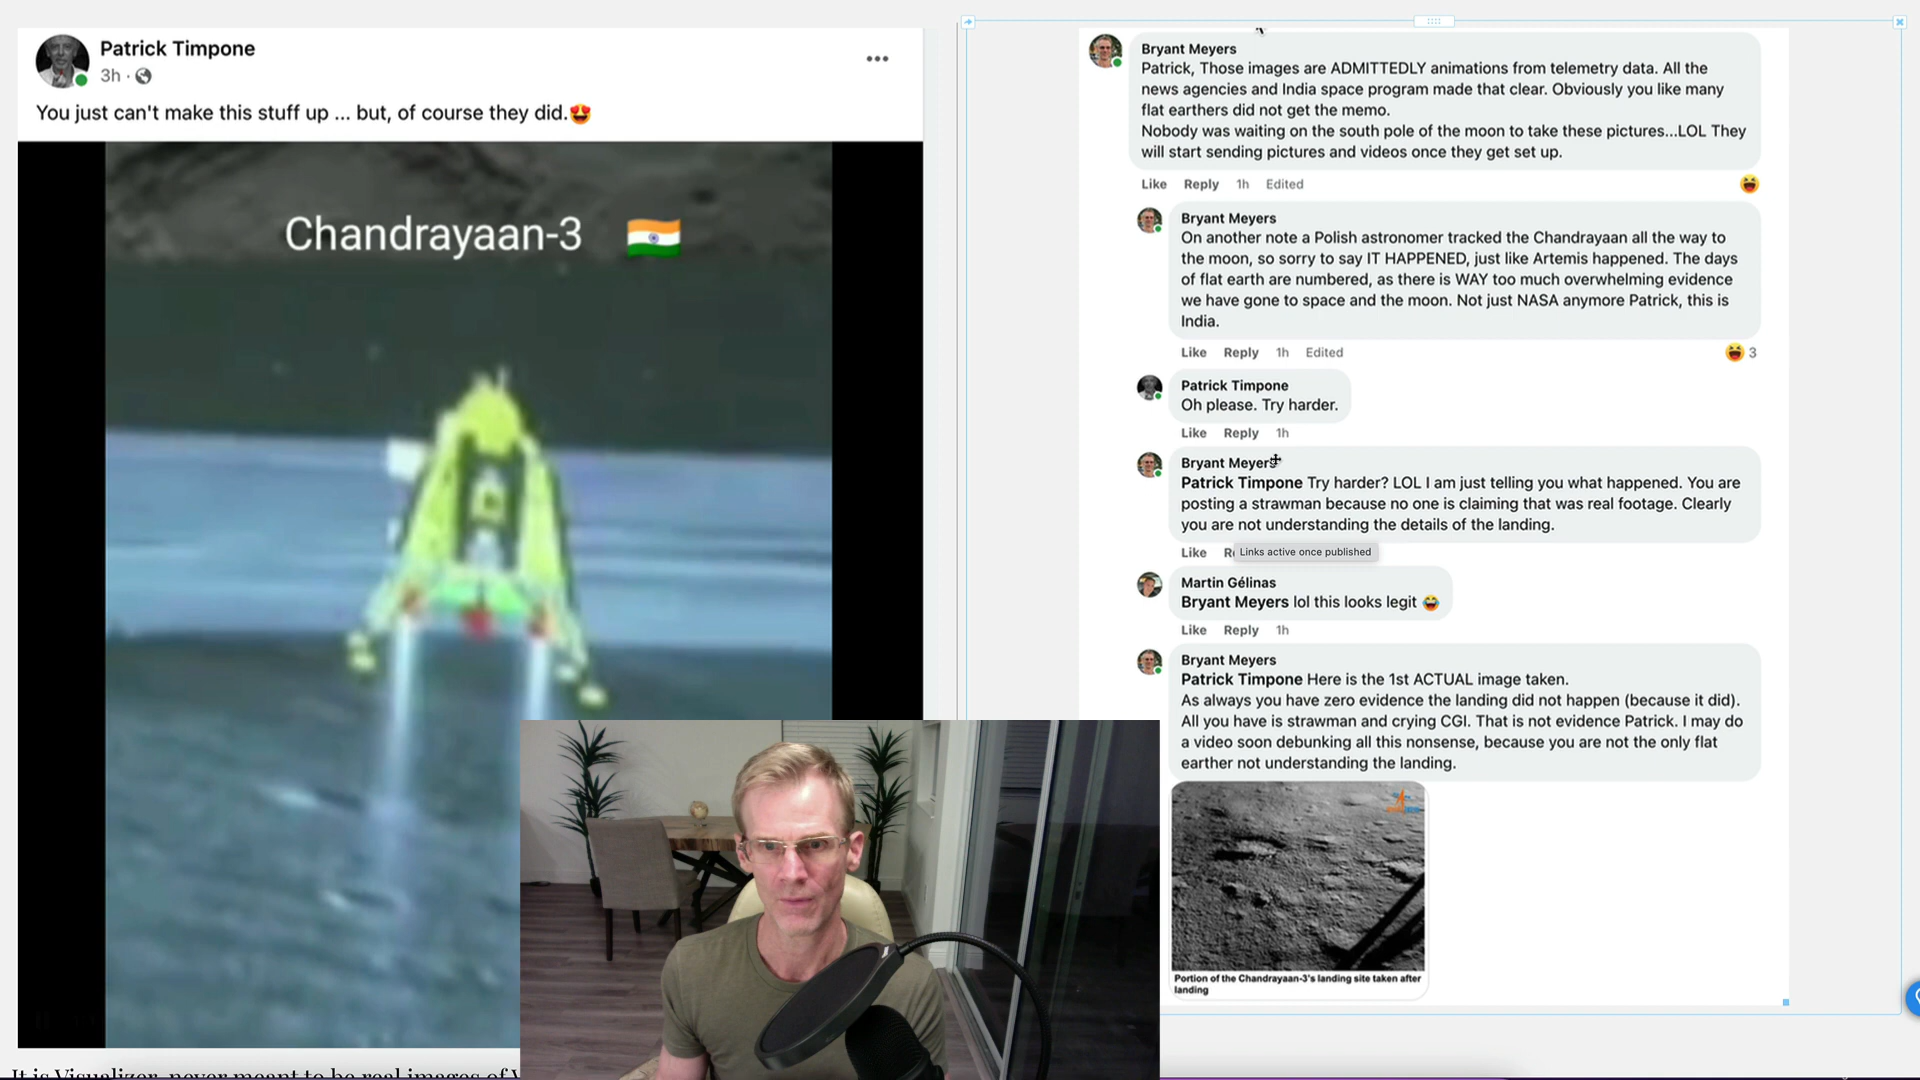 Patrick Timpone
3h ·
You just can't make this stuff up ... but, of course they did.😍
Chandrayaan-3 🇮🇳
It is Visualizer, never meant to be real images of
Bryant Meyers
Patrick, Those images are ADMITTEDLY animations from telemetry data. All the
news agencies and India space program made that clear. Obviously you like many
flat earthers did not get the memo.
Nobody was waiting on the south pole of the moon to take these pictures...LOL They
will start sending pictures and videos once they get set up.
Like Reply 1h Edited
Bryant Meyers
On another note a Polish astronomer tracked the Chandrayaan all the way to
the moon, so sorry to say IT HAPPENED, just like Artemis happened. The days
of flat earth are numbered, as there is WAY too much overwhelming evidence
we have gone to space and the moon. Not just NASA anymore Patrick, this is
India.
Like Reply 1h Edited 😆 3
Patrick Timpone
Oh please. Try harder.
Like Reply 1h
Bryant Meyers
Patrick Timpone Try harder? LOL I am just telling you what happened. You are
posting a strawman because no one is claiming that was real footage. Clearly
you are not understanding the details of the landing.
Like
Links active once published
Martin Gélinas
Bryant Meyers lol this looks legit 😂
Like Reply 1h
Bryant Meyers
Patrick Timpone Here is the 1st ACTUAL image taken.
As always you have zero evidence the landing did not happen (because it did).
All you have is strawman and crying CGI. That is not evidence Patrick. I may do
a video soon debunking all this nonsense, because you are not the only flat
earther not understanding the landing.
Portion of the Chandrayaan-3's landing site taken after
landing